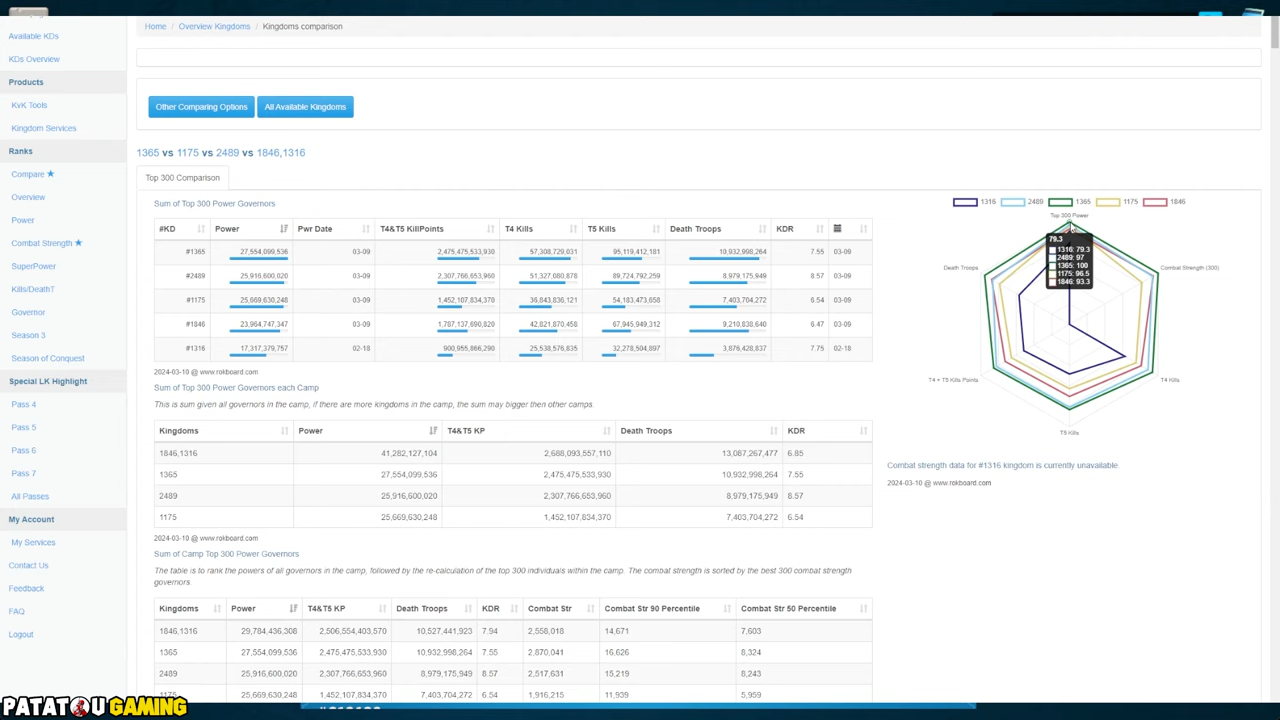 Home / Overview Kingdoms / Kingdoms comparison
Available KDs
KDs Overview
Products
KvK Tools
Kingdom Services
Ranks
Compare ★
Overview
Power
Combat Strength ★
SuperPower
Kills/DeathT
Governor
Season 3
Season of Conquest
Special LK Highlight
Pass 4
Pass 5
Pass 6
Pass 7
All Passes
My Account
My Services
Contact Us
Feedback
FAQ
Logout
Other Comparing Options All Available Kingdoms
1365 vs 1175 vs 2489 vs 1846,1316
Top 300 Comparison
Sum of Top 300 Power Governors
#KD Power Pwr Date T4&T5 KillPoints T4 Kills T5 Kills Death Troops KDR
#1365 27,554,099,536 03-09 2,475,475,533,930 57,308,729,031 95,119,412,181 10,932,998,264 7.55 03-09
#2489 25,916,600,020 03-09 2,307,766,653,960 51,327,080,878 89,724,792,259 8,979,175,949 8.57 03-09
#1175 25,669,630,248 03-09 1,452,107,834,370 36,843,836,121 54,183,473,658 7,403,704,272 6.54 03-09
#1846 23,964,747,347 03-09 1,787,137,690,820 42,821,870,458 67,945,949,312 9,210,838,640 6.47 03-09
#1316 17,317,379,757 02-18 900,955,866,290 25,538,576,835 32,278,504,897 3,876,428,837 7.75 02-18
2024-03-10 @ www.rokboard.com
Sum of Top 300 Power Governors each Camp
This is sum given all governors in the camp, if there are more kingdoms in the camp, the sum may bigger then other camps.
Kingdoms Power T4&T5 KP Death Troops KDR
1846,1316 41,282,127,104 2,688,093,557,110 13,087,267,477 6.85
1365 27,554,099,536 2,475,475,533,930 10,932,998,264 7.55
2489 25,916,600,020 2,307,766,653,960 8,979,175,949 8.57
1175 25,669,630,248 1,452,107,834,370 7,403,704,272 6.54
2024-03-10 @ www.rokboard.com
Sum of Camp Top 300 Power Governors
The table is to rank the powers of all governors in the camp, followed by the re-calculation of the top 300 individuals within the camp. The combat strength is sorted by the best 300 combat strength
governors.
Kingdoms Power T4&T5 KP Death Troops KDR Combat Str Combat Str 90 Percentile Combat Str 50 Percentile
1846,1316 29,784,436,308 2,506,554,403,570 10,527,441,923 7.94 2,558,018 14,671 7,603
1365 27,554,099,536 2,475,475,533,930 10,932,998,264 7.55 2,870,041 16,626 8,324
2489 25,916,600,020 2,307,766,653,960 8,979,175,949 8.57 2,517,631 15,219 8,243
1175 25,669,630,248 1,452,107,834,370 7,403,704,272 6.54 1,916,215 11,939 5,959
1316 2489 1365 1175 1846
Top 300 Power
79.3
1316: 79.3
2489: 97
1365: 100
1175: 96.5
1846: 93.3
Death Troops
Combat Strength (300)
T4 + T5 Kills Points
T4 Kills
T5 Kills
Combat strength data for #1316 kingdom is currently unavailable.
2024-03-10 @ www.rokboard.com
PATATOU GAMING